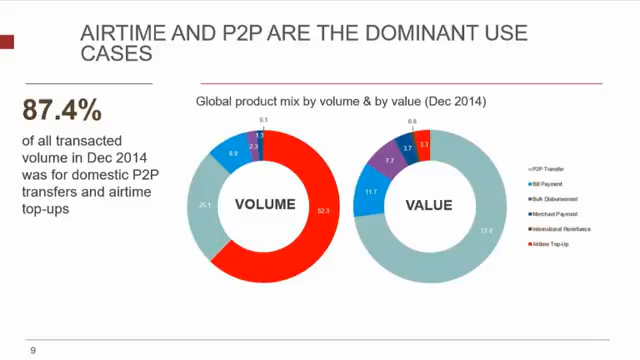 AIRTIME AND P2P ARE THE DOMINANT USE
CASES
87.4%
of all transacted
volume in Dec 2014
was for domestic P2P
transfers and airtime
top-ups
Global product mix by volume & by value (Dec 2014)
0.1
1.3
2.3
8.9
25.1
62.3
VOLUME
3.7
3.3
7.7
11.7
VALUE
P2P Transfer
Bill Payment
Bulk Disbursement
Merchant Payment
International Remittance
Airtime Top-Up
9